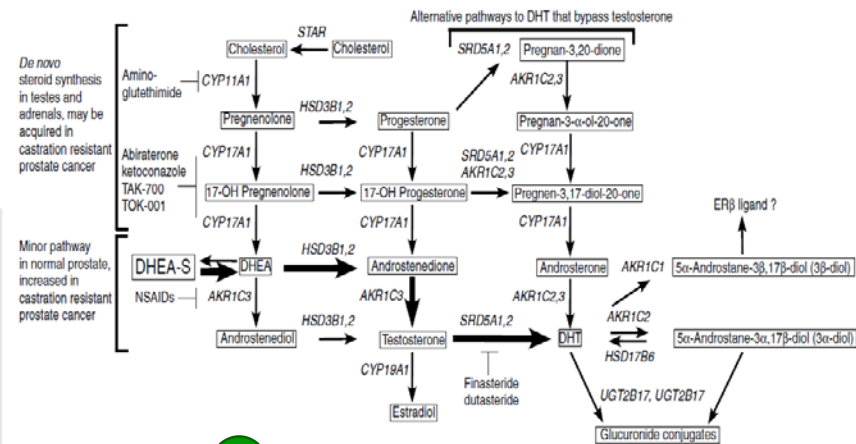 Alternative pathways to DHT that bypass testosterone
De novo
steroid synthesis
in testes and
adrenals, may be
acquired in
castration resistant
prostate cancer
Amino-
glutethimide
Abiraterone
ketoconazole
TAK-700
TOK-001
Minor pathway
in normal prostate,
increased in
castration resistant
prostate cancer
NSAIDs
Cholesterol
STAR
Cholesterol
SRD5A1,2
Pregnan-3,20-dione
CYP11A1
AKR1C2,3
Pregnenolone
HSD3B1,2
Progesterone
Pregnan-3-α-ol-20-one
CYP17A1
HSD3B1,2
CYP17A1
SRD5A1,2
AKR1C2,3
CYP17A1
17-OH Pregnenolone
17-OH Progesterone
Pregnen-3,17-diol-20-one
CYP17A1
CYP17A1
CYP17A1
ERβ ligand ?
DHEA-S
DHEA
HSD3B1,2
Androstenedione
Androsterone
AKR1C1
5α-Androstane-3β,17β-diol (3β-diol)
AKR1C3
AKR1C3
AKR1C2,3
Androstenediol
HSD3B1,2
Testosterone
SRD5A1,2
DHT
AKR1C2
HSD17B6
5α-Androstane-3α,17β-diol (3α-diol)
CYP19A1
Finasteride
dutasteride
Estradiol
UGT2B17, UGT2B17
Glucuronide conjugates